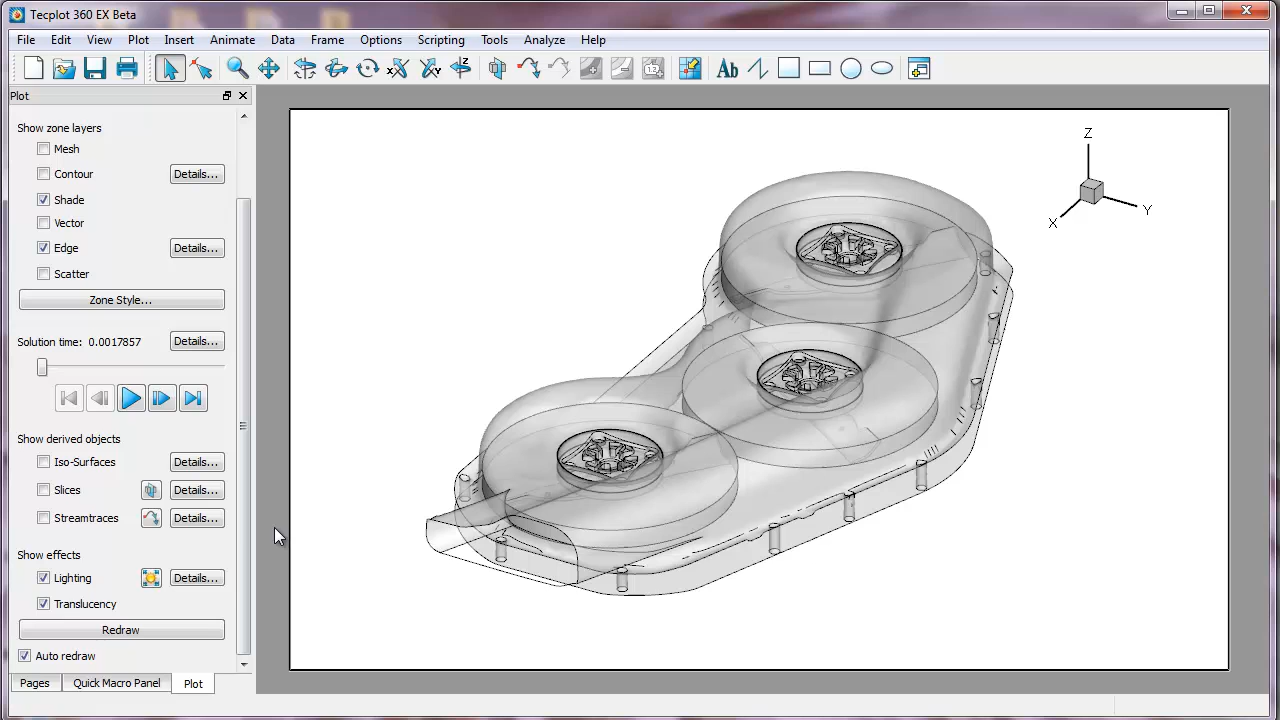 Tecplot 360 EX Beta
File Edit View Plot Insert Animate Data Frame Options Scripting Tools Analyze Help
Ab
Plot
Show zone layers
Mesh
Contour Details...
Shade
Vector
Edge Details...
Scatter
Zone Style...
Solution time: 0.0017857 Details...
Show derived objects
Iso-Surfaces Details...
Slices Details...
Streamtraces Details...
Show effects
Lighting Details...
Translucency
Redraw
Auto redraw
Pages Quick Macro Panel Plot
Z
X
Y